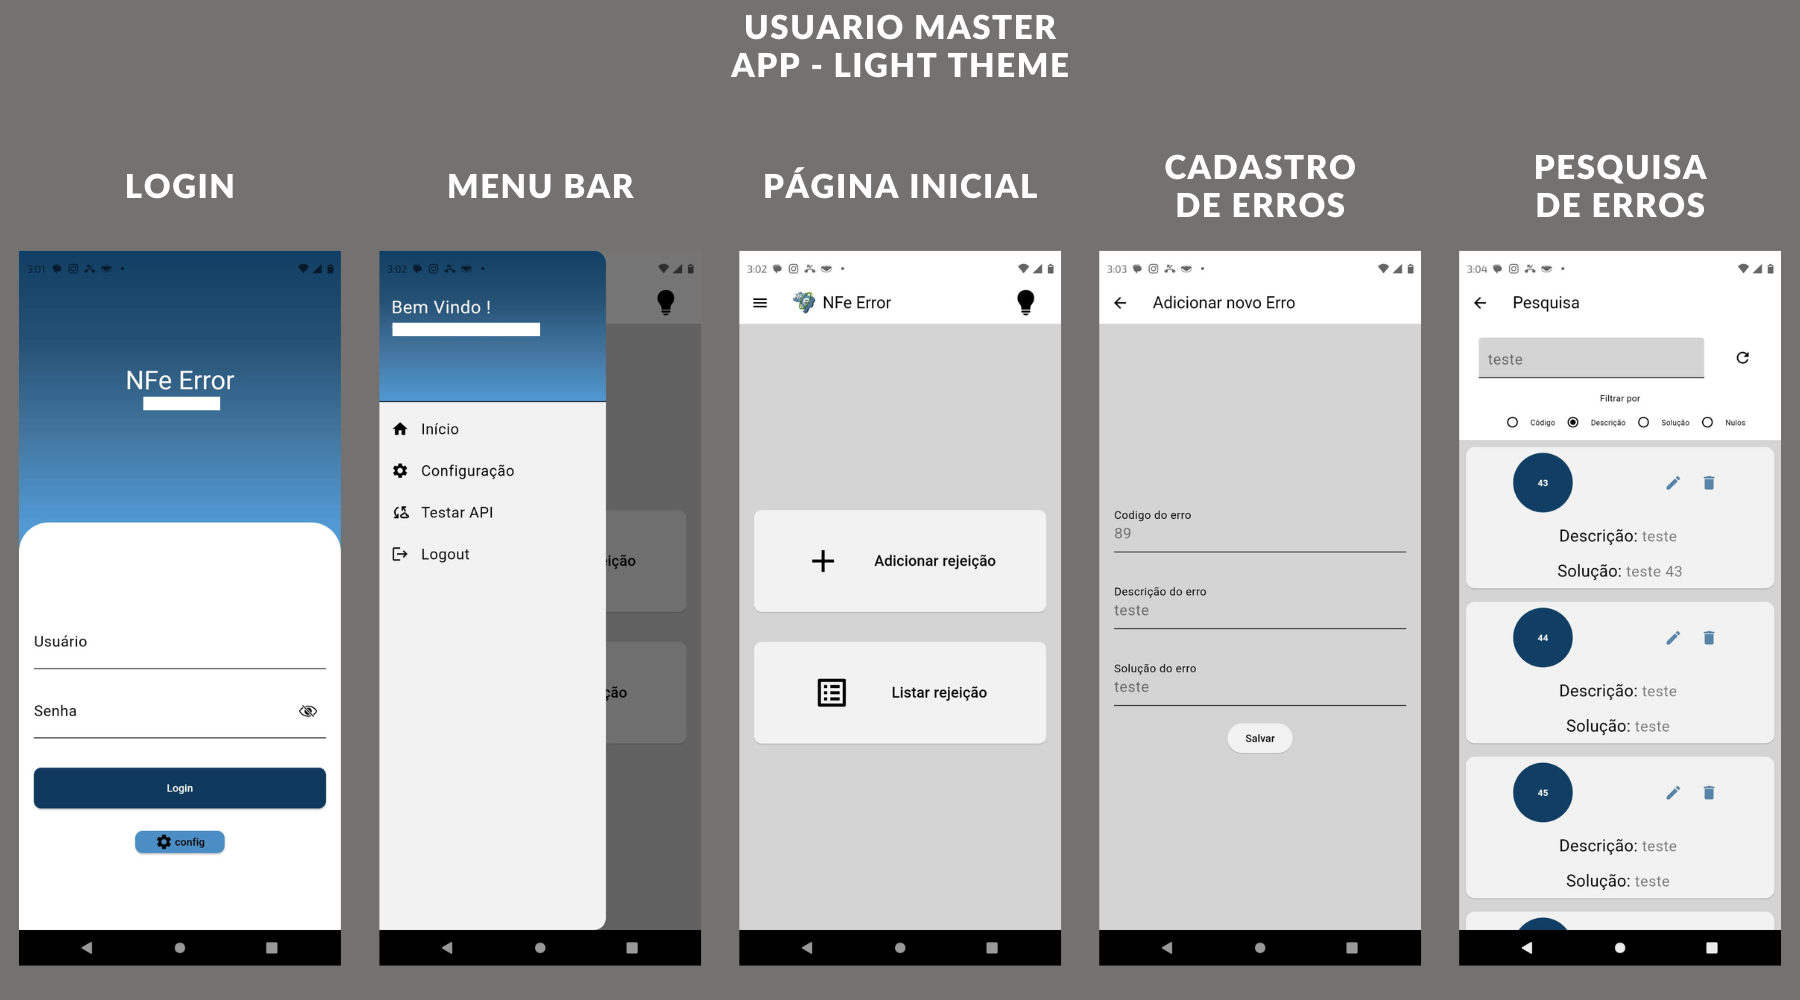 USUARIO MASTER
APP - LIGHT THEME
LOGIN
3:01
NFe Error
Usuário
Senha
Login
config
MENU BAR
3:02
Bem Vindo !
Início
Configuração
Testar API
Logout
eição
ção
PÁGINA INICIAL
3:02
NFe Error
Adicionar rejeição
Listar rejeição
CADASTRO
DE ERROS
3:03
Adicionar novo Erro
Codigo do erro
89
Descrição do erro
teste
Solução do erro
teste
Salvar
PESQUISA
DE ERROS
3:04
Pesquisa
teste
Filtrar por
Código Descrição Solução Nulos
43
Descrição: teste
Solução: teste 43
44
Descrição: teste
Solução: teste
45
Descrição: teste
Solução: teste